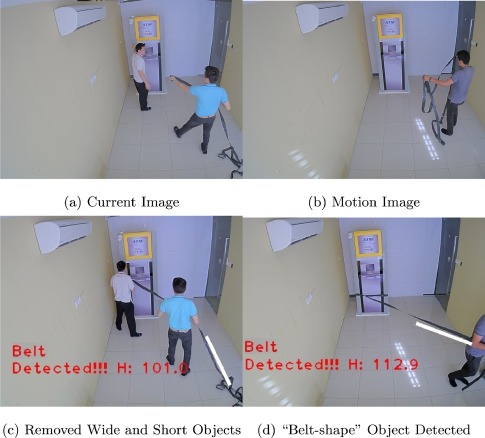 (a) Current Image
(b) Motion Image
Belt
Detected!!! H: 101.0
Belt
Detected!!! H: 112.9
(c) Removed Wide and Short Objects
(d) “Belt-shape” Object Detected